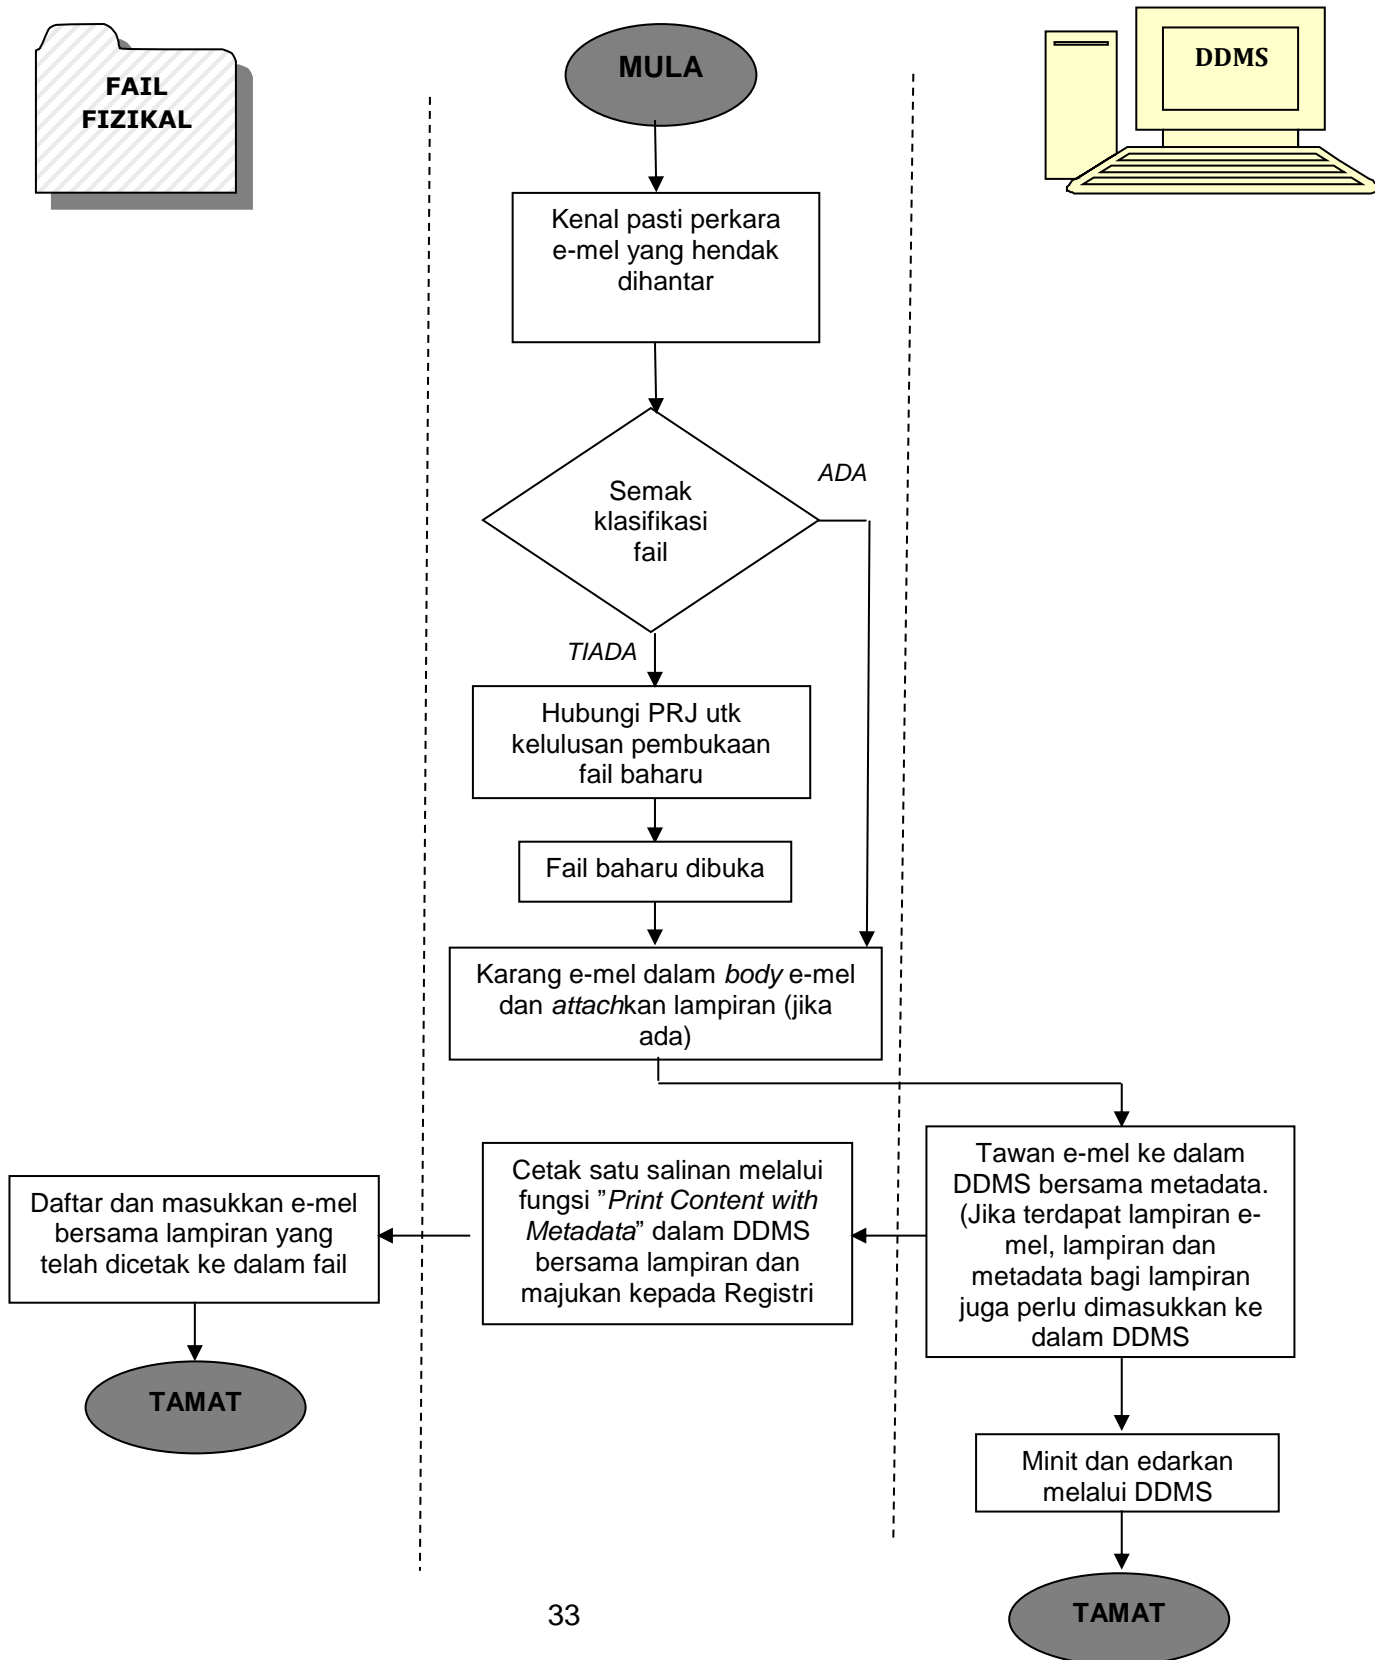 FAIL
FIZIKAL
MULA
DDMS
Kenal pasti perkara
e-mel yang hendak
dihantar
ADA
Semak
klasifikasi
fail
TIADA
Hubungi PRJ utk
kelulusan pembukaan
fail baharu
Fail baharu dibuka
Karang e-mel dalam body e-mel
dan attachkan lampiran (jika
ada)
Tawan e-mel ke dalam
DDMS bersama metadata.
(Jika terdapat lampiran e-
mel, lampiran dan
metadata bagi lampiran
juga perlu dimasukkan ke
dalam DDMS
Cetak satu salinan melalui
fungsi ”Print Content with
Metadata” dalam DDMS
bersama lampiran dan
majukan kepada Registri
Daftar dan masukkan e-mel
bersama lampiran yang
telah dicetak ke dalam fail
TAMAT
Minit dan edarkan
melalui DDMS
TAMAT
33